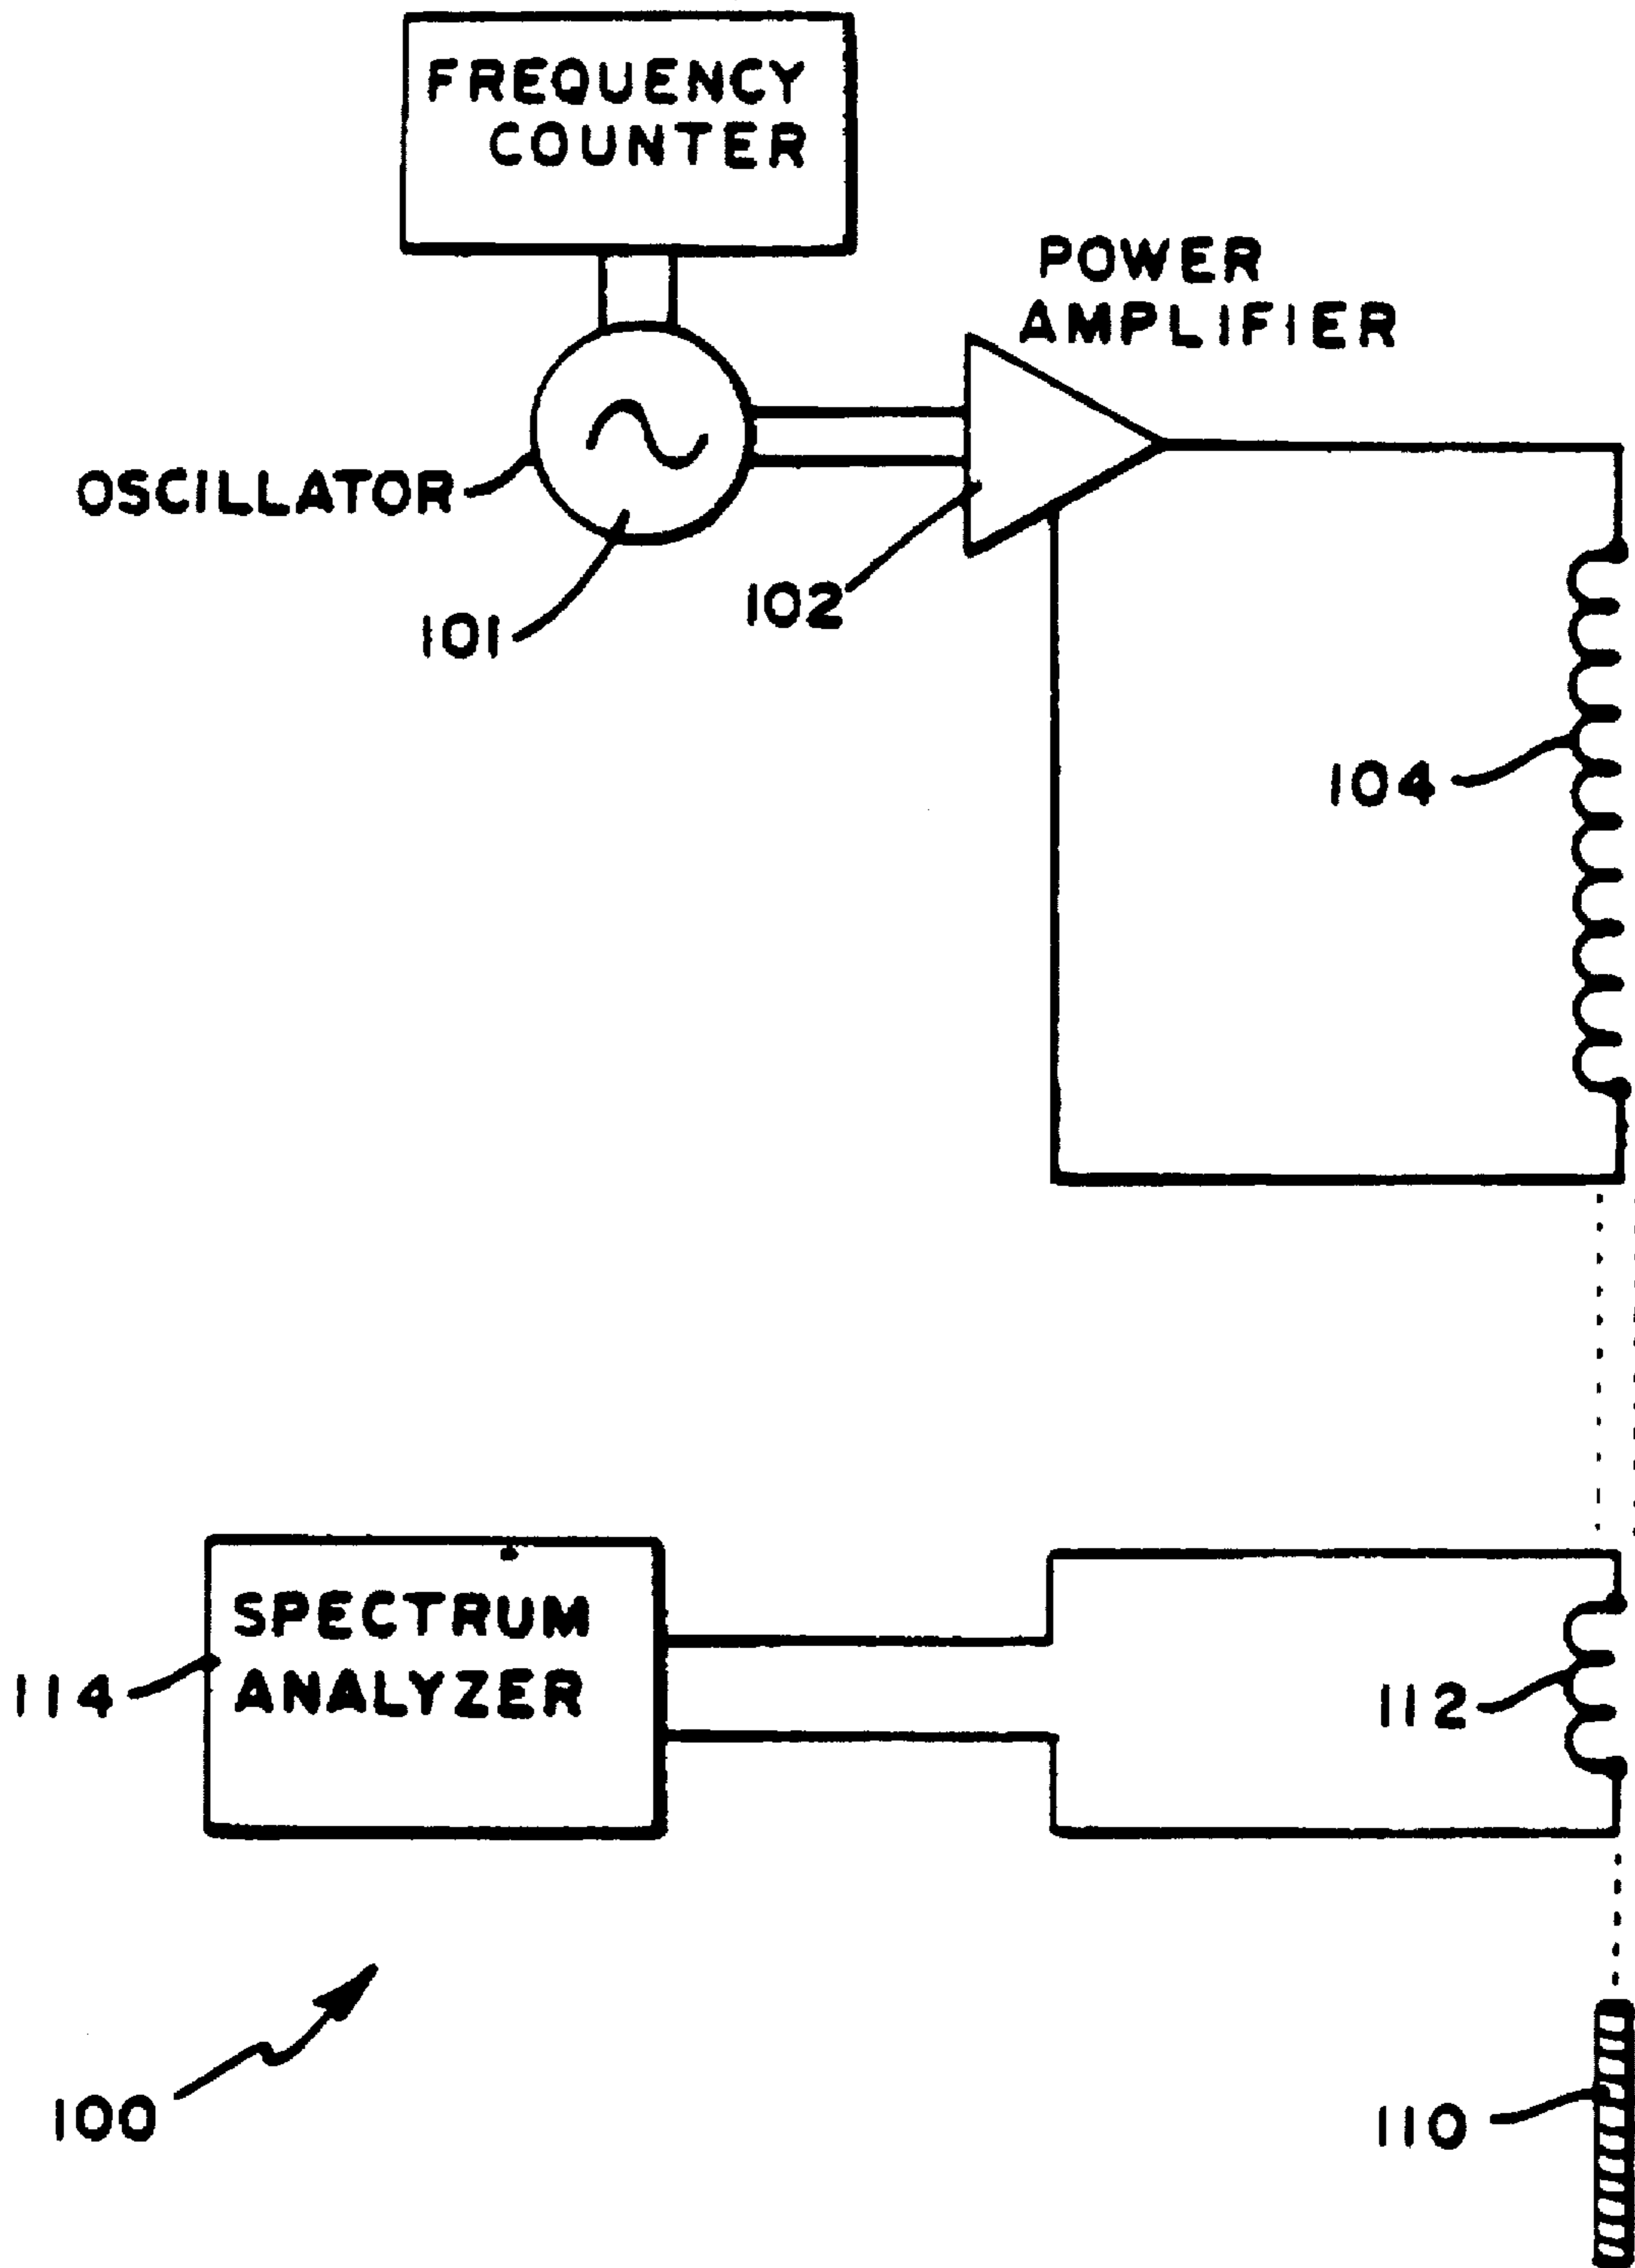 FREQUENCY
COUNTER
POWER
AMPLIFIER
OSCILLATOR
101
102
104
SPECTRUM
ANALYZER
114
112
100
110